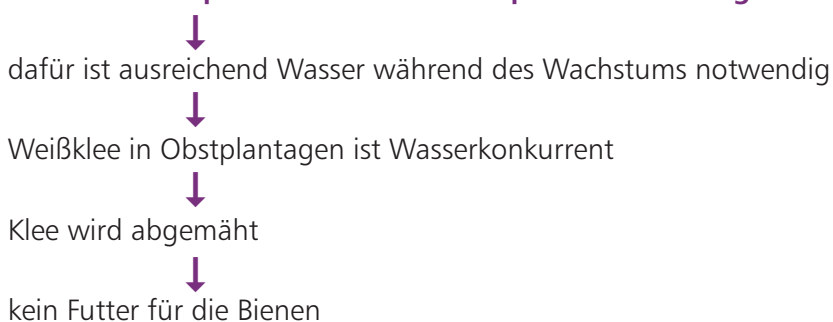 dafür ist ausreichend Wasser während des Wachstums notwendig
Weißklee in Obstplantagen ist Wasserkonkurrent
Klee wird abgemäht
kein Futter für die Bienen